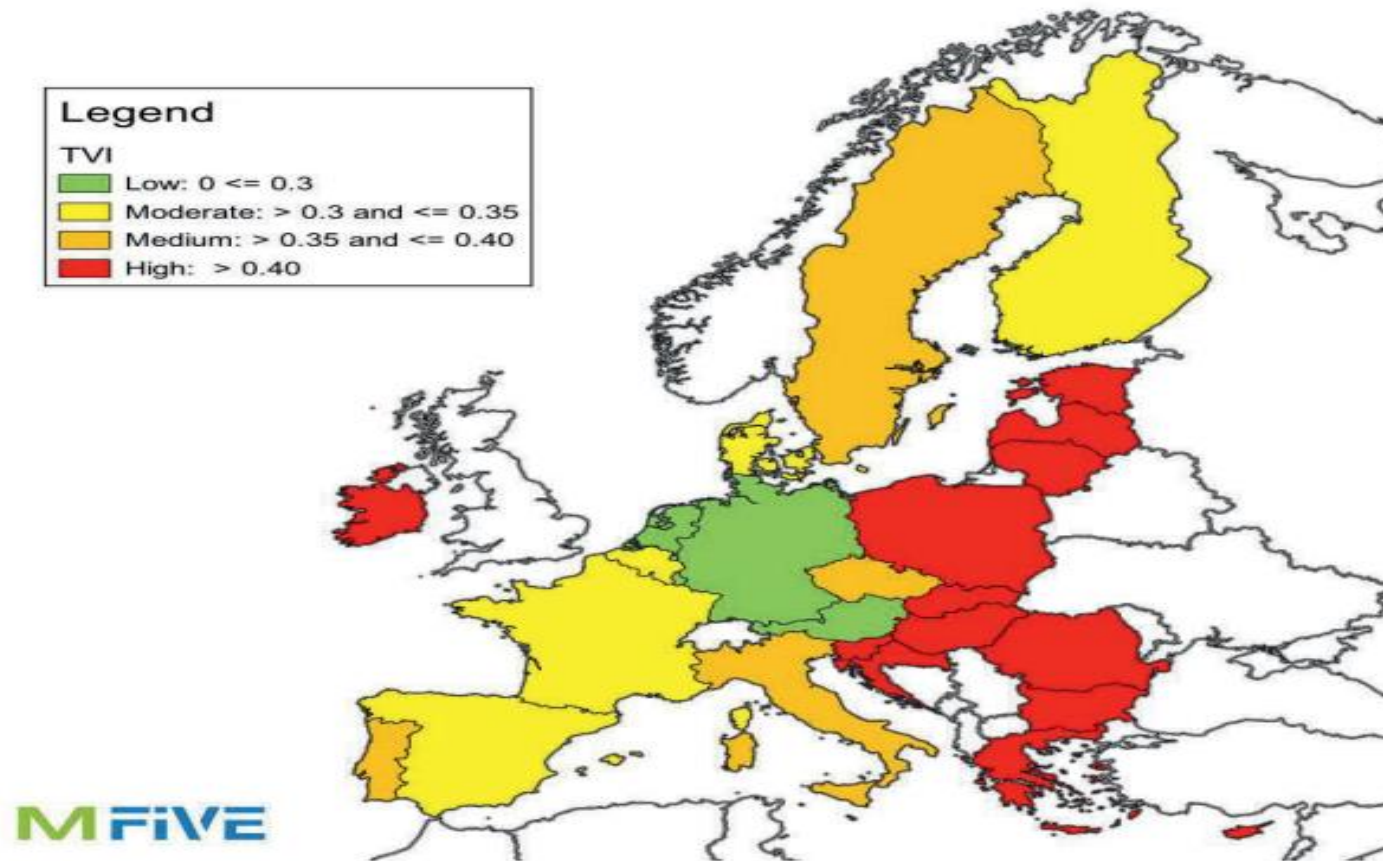 Legend
TVI
Low: 0 <= 0.3
Moderate: > 0.3 and <= 0.35
Medium: > 0.35 and <= 0.40
High: > 0.40
M FiVE